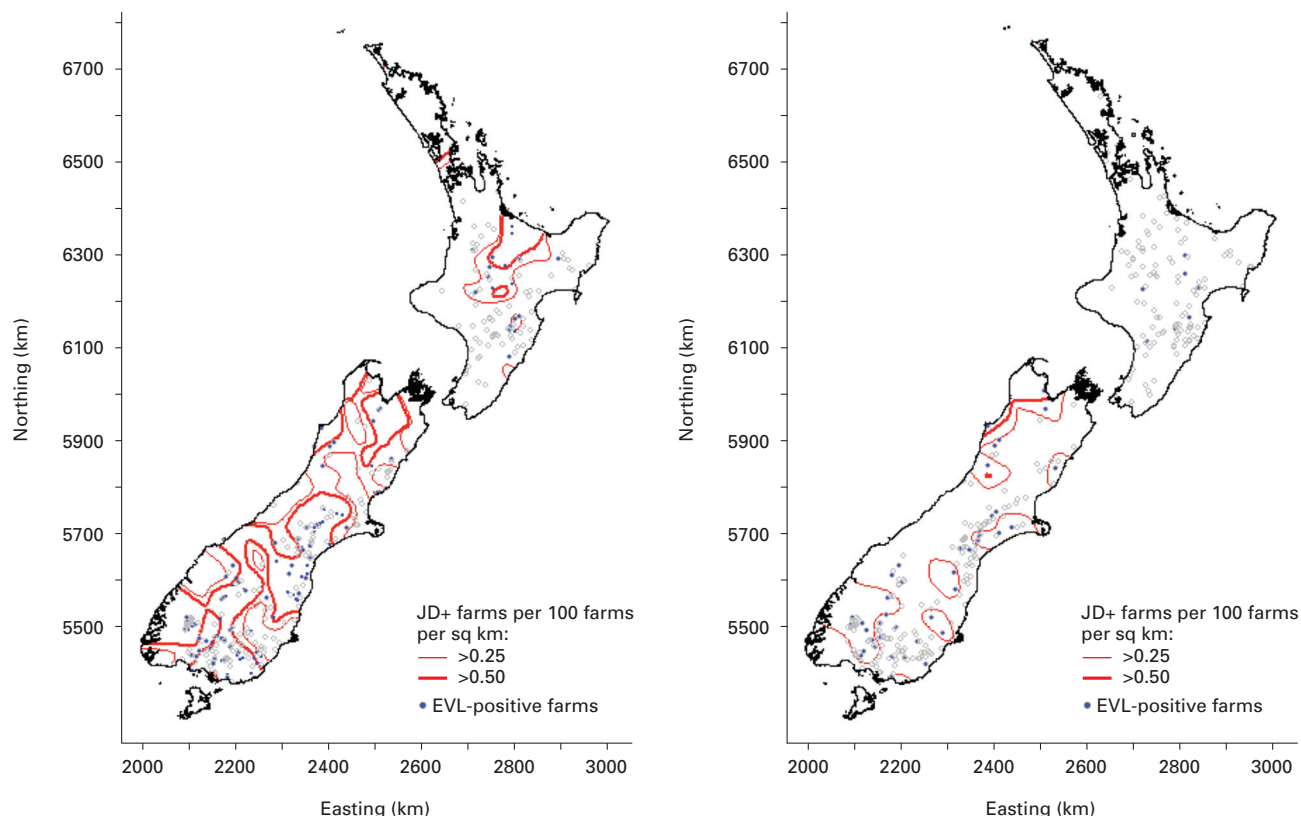 6700
6500
6300
6100
5900
5700
5500
Northing (km)
2000 2200 2400 2600 2800 3000
Easting (km)
JD+ farms per 100 farms
per sq km:
>0.25
>0.50
EVL-positive farms
6700
6500
6300
6100
5900
5700
5500
Northing (km)
2000 2200 2400 2600 2800 3000
Easting (km)
JD+ farms per 100 farms
per sq km:
>0.25
>0.50
EVL-positive farms